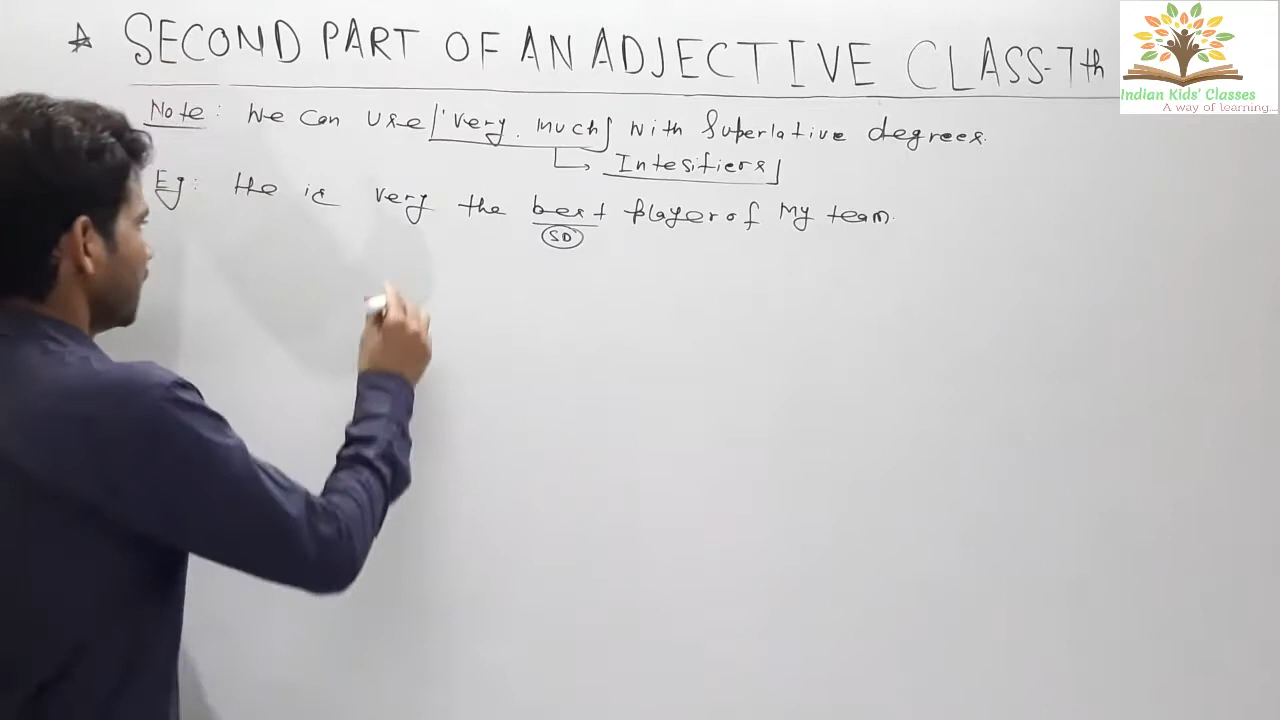 SECOND PART OF AN ADJECTIVE CLASS-7th
Indian Kids' Classes
A way of learning...
Note: We can use 'very, much' with superlative degrees.
Intesifiers
Eg: the is very the best player of my team.
SD